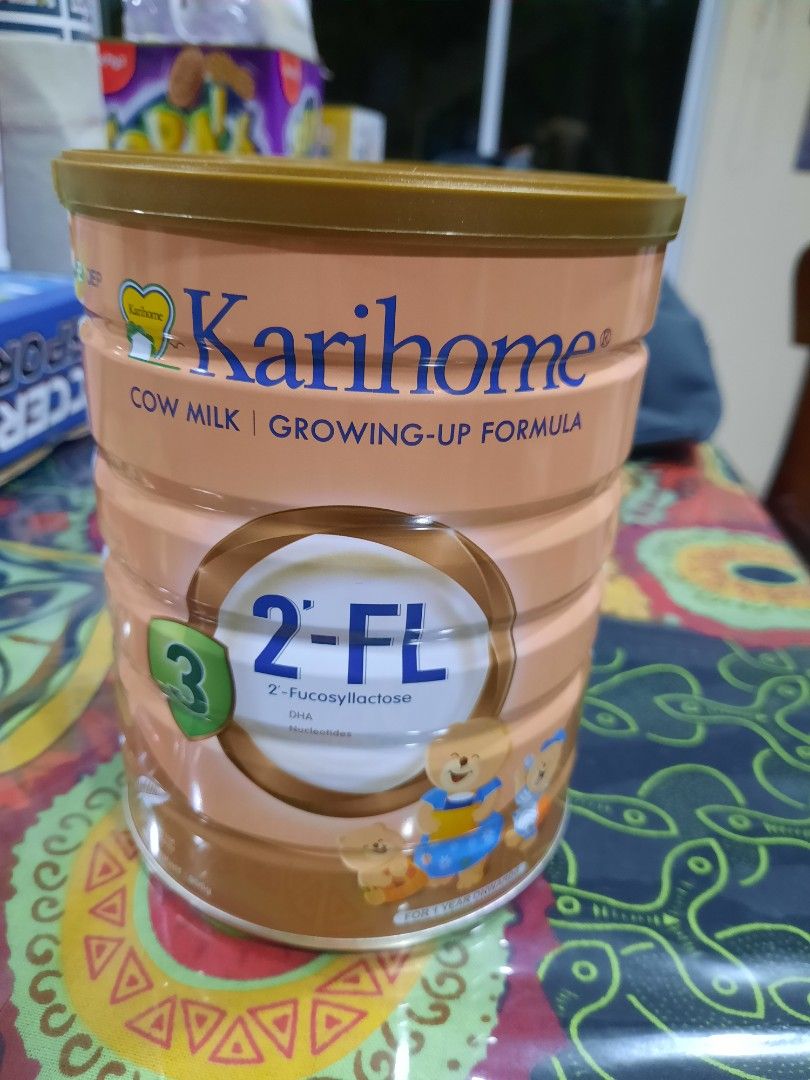 Karihome
Karihome®
COW MILK | GROWING-UP FORMULA
2'-FL
2'-Fucosyllactose
DHA
Nucleotides
3